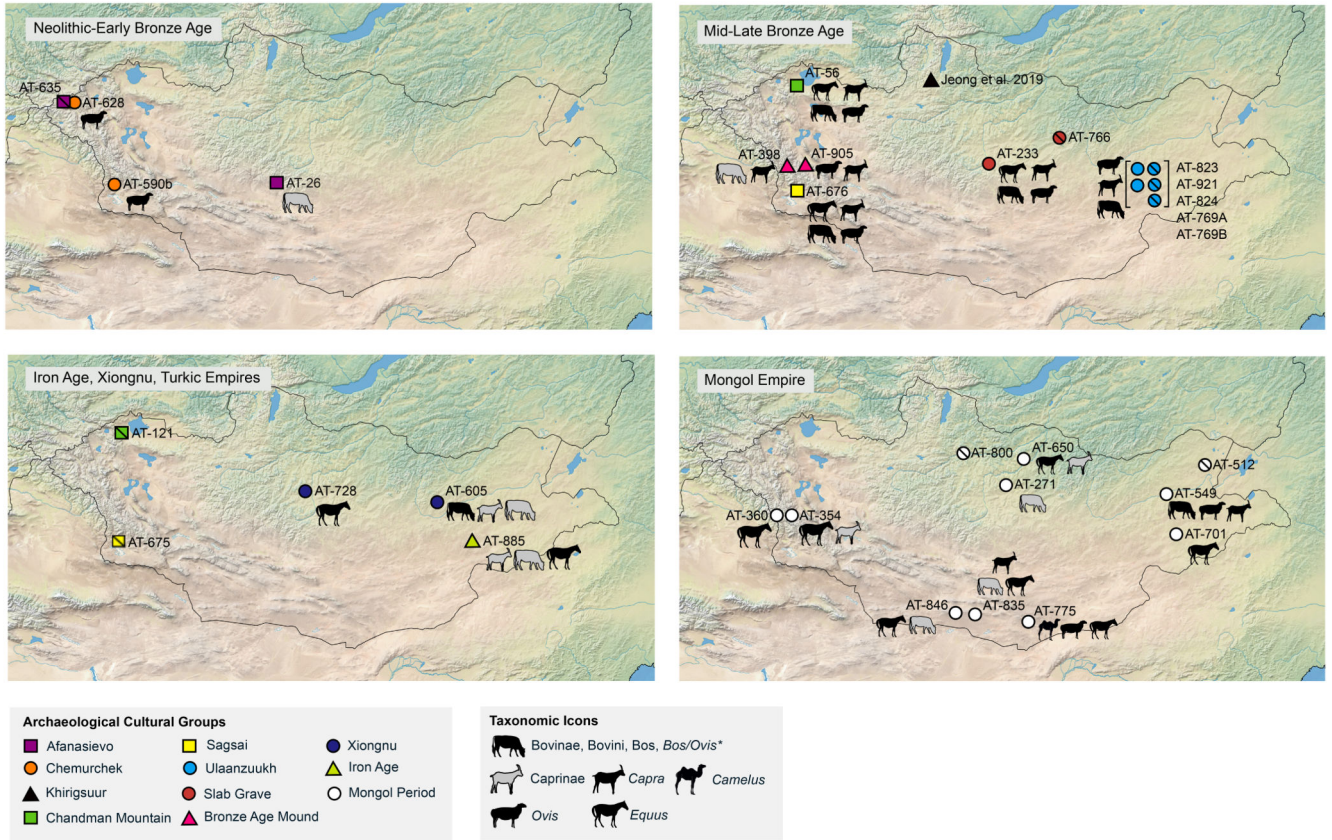 Neolithic-Early Bronze Age
AT-635
AT-628
AT-590b
AT-26
Mid-Late Bronze Age
AT-56
Jeong et al. 2019
AT-766
AT-398
AT-905
AT-233
AT-676
AT-823
AT-921
AT-824
AT-769A
AT-769B
Iron Age, Xiongnu, Turkic Empires
AT-121
AT-728
AT-605
AT-675
AT-885
Mongol Empire
AT-800
AT-650
AT-512
AT-271
AT-549
AT-360
AT-354
AT-701
AT-846
AT-835
AT-775
Archaeological Cultural Groups
Afanasievo
Sagsai
Xiongnu
Chemurchek
Ulaanzuukh
Iron Age
Khirigsuur
Slab Grave
Mongol Period
Chandman Mountain
Bronze Age Mound
Taxonomic Icons
Bovinae, Bovini, Bos, Bos/Ovis*
Caprinae
Capra
Camelus
Ovis
Equus